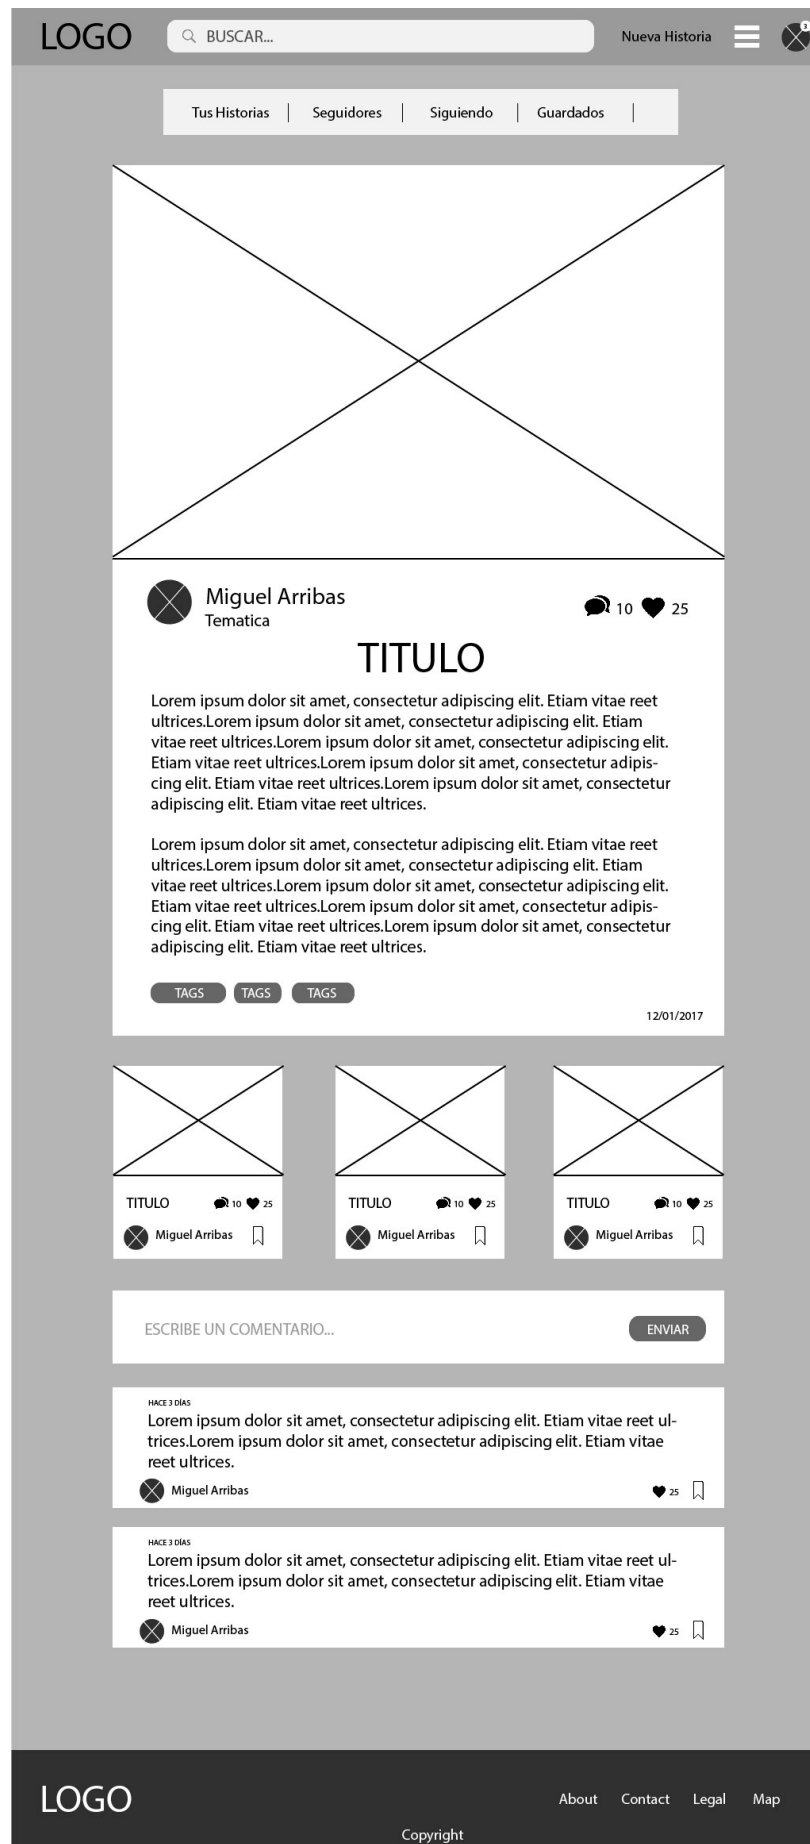 LOGO
BUSCAR...
Nueva Historia
3
Tus Historias
Seguidores
Siguiendo
Guardados
Miguel Arribas
Tematica
10
25
TITULO
Lorem ipsum dolor sit amet, consectetur adipiscing elit. Etiam vitae reet
ultrices.Lorem ipsum dolor sit amet, consectetur adipiscing elit. Etiam
vitae reet ultrices.Lorem ipsum dolor sit amet, consectetur adipiscing elit.
Etiam vitae reet ultrices.Lorem ipsum dolor sit amet, consectetur adipis-
cing elit. Etiam vitae reet ultrices.Lorem ipsum dolor sit amet, consectetur
adipiscing elit. Etiam vitae reet ultrices.
Lorem ipsum dolor sit amet, consectetur adipiscing elit. Etiam vitae reet
ultrices.Lorem ipsum dolor sit amet, consectetur adipiscing elit. Etiam
vitae reet ultrices.Lorem ipsum dolor sit amet, consectetur adipiscing elit.
Etiam vitae reet ultrices.Lorem ipsum dolor sit amet, consectetur adipis-
cing elit. Etiam vitae reet ultrices.Lorem ipsum dolor sit amet, consectetur
adipiscing elit. Etiam vitae reet ultrices.
TAGS
TAGS
TAGS
12/01/2017
TITULO
10
25
Miguel Arribas
TITULO
10
25
Miguel Arribas
TITULO
10
25
Miguel Arribas
ESCRIBE UN COMENTARIO...
ENVIAR
HACE 3 DÍAS
Lorem ipsum dolor sit amet, consectetur adipiscing elit. Etiam vitae reet ul-
trices.Lorem ipsum dolor sit amet, consectetur adipiscing elit. Etiam vitae
reet ultrices.
Miguel Arribas
25
HACE 3 DÍAS
Lorem ipsum dolor sit amet, consectetur adipiscing elit. Etiam vitae reet ul-
trices.Lorem ipsum dolor sit amet, consectetur adipiscing elit. Etiam vitae
reet ultrices.
Miguel Arribas
25
LOGO
About
Contact
Legal
Map
Copyright